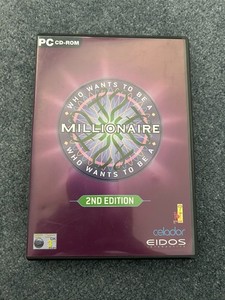 PC CD-ROM
WHO WANTS TO BE A
MILLIONAIRE
WHO WANTS TO BE A
2ND EDITION
celador
EIDOS